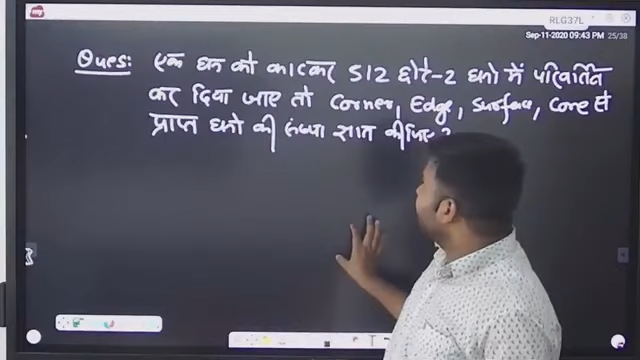 RLG37L
Sep-11-2020 09:43 PM 25/38
Ques: एक घन को काटकर 512 छोटे-2 घनो में परिवर्तित
कर दिया जाए तो Corner, Edge, Surface, Core से
प्राप्त घनो की संख्या ज्ञात कीजिए?